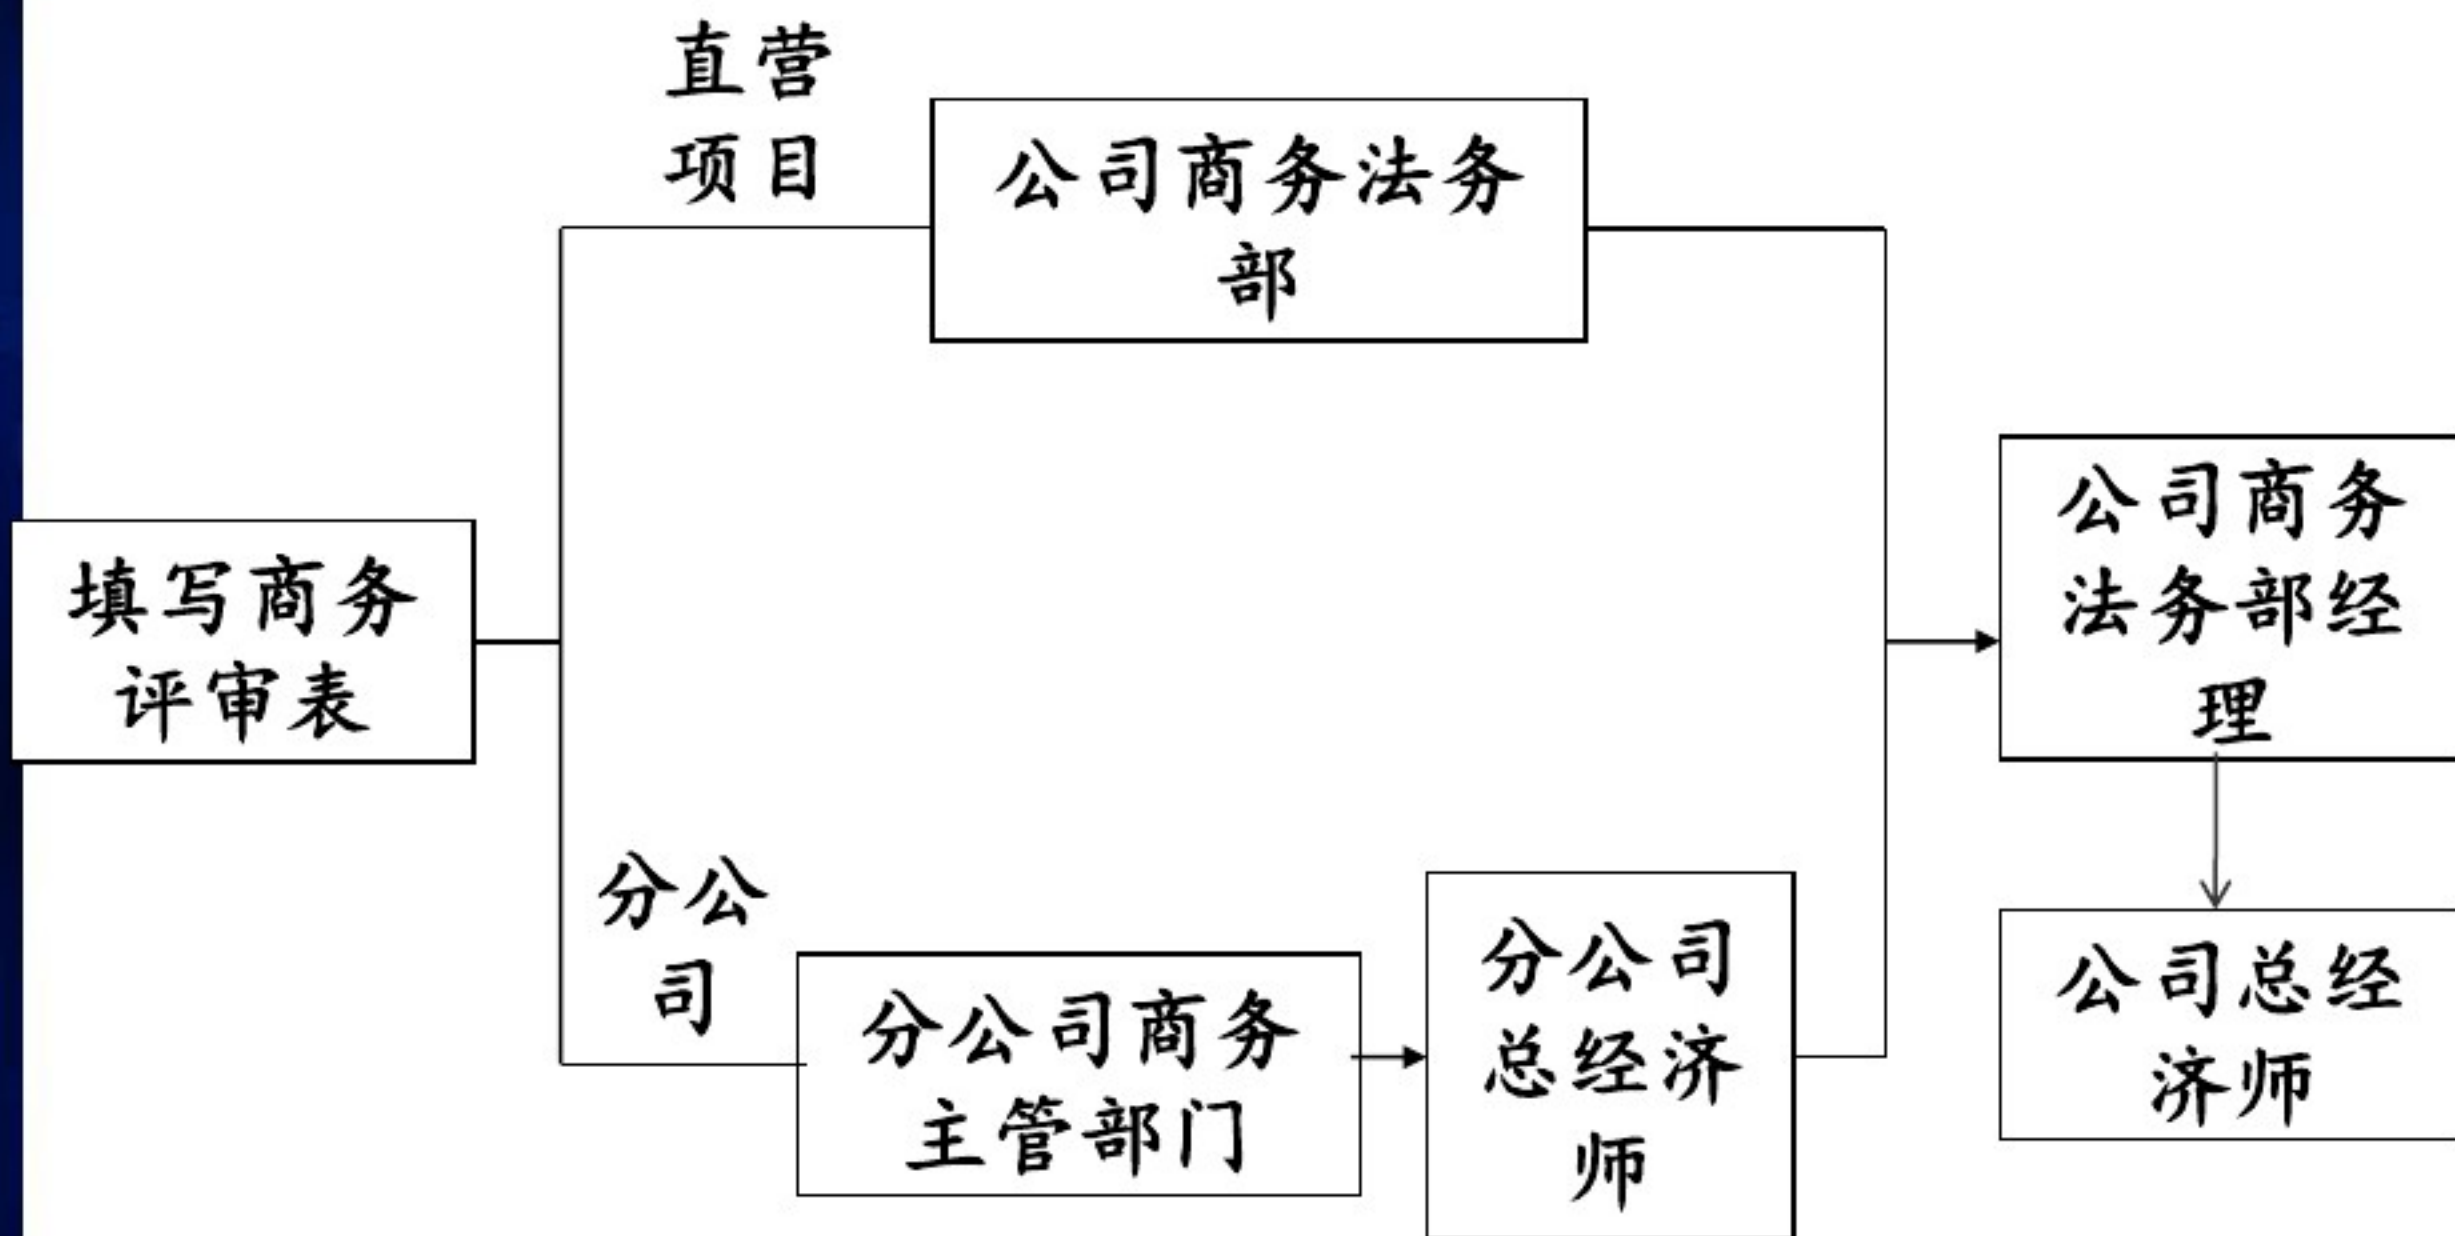 直营
项目
公司商务法务
部
填写商务
评审表
分公
司
分公司商务
主管部门
分公司
总经济
师
公司商务
法务部经
理
公司总经
济师